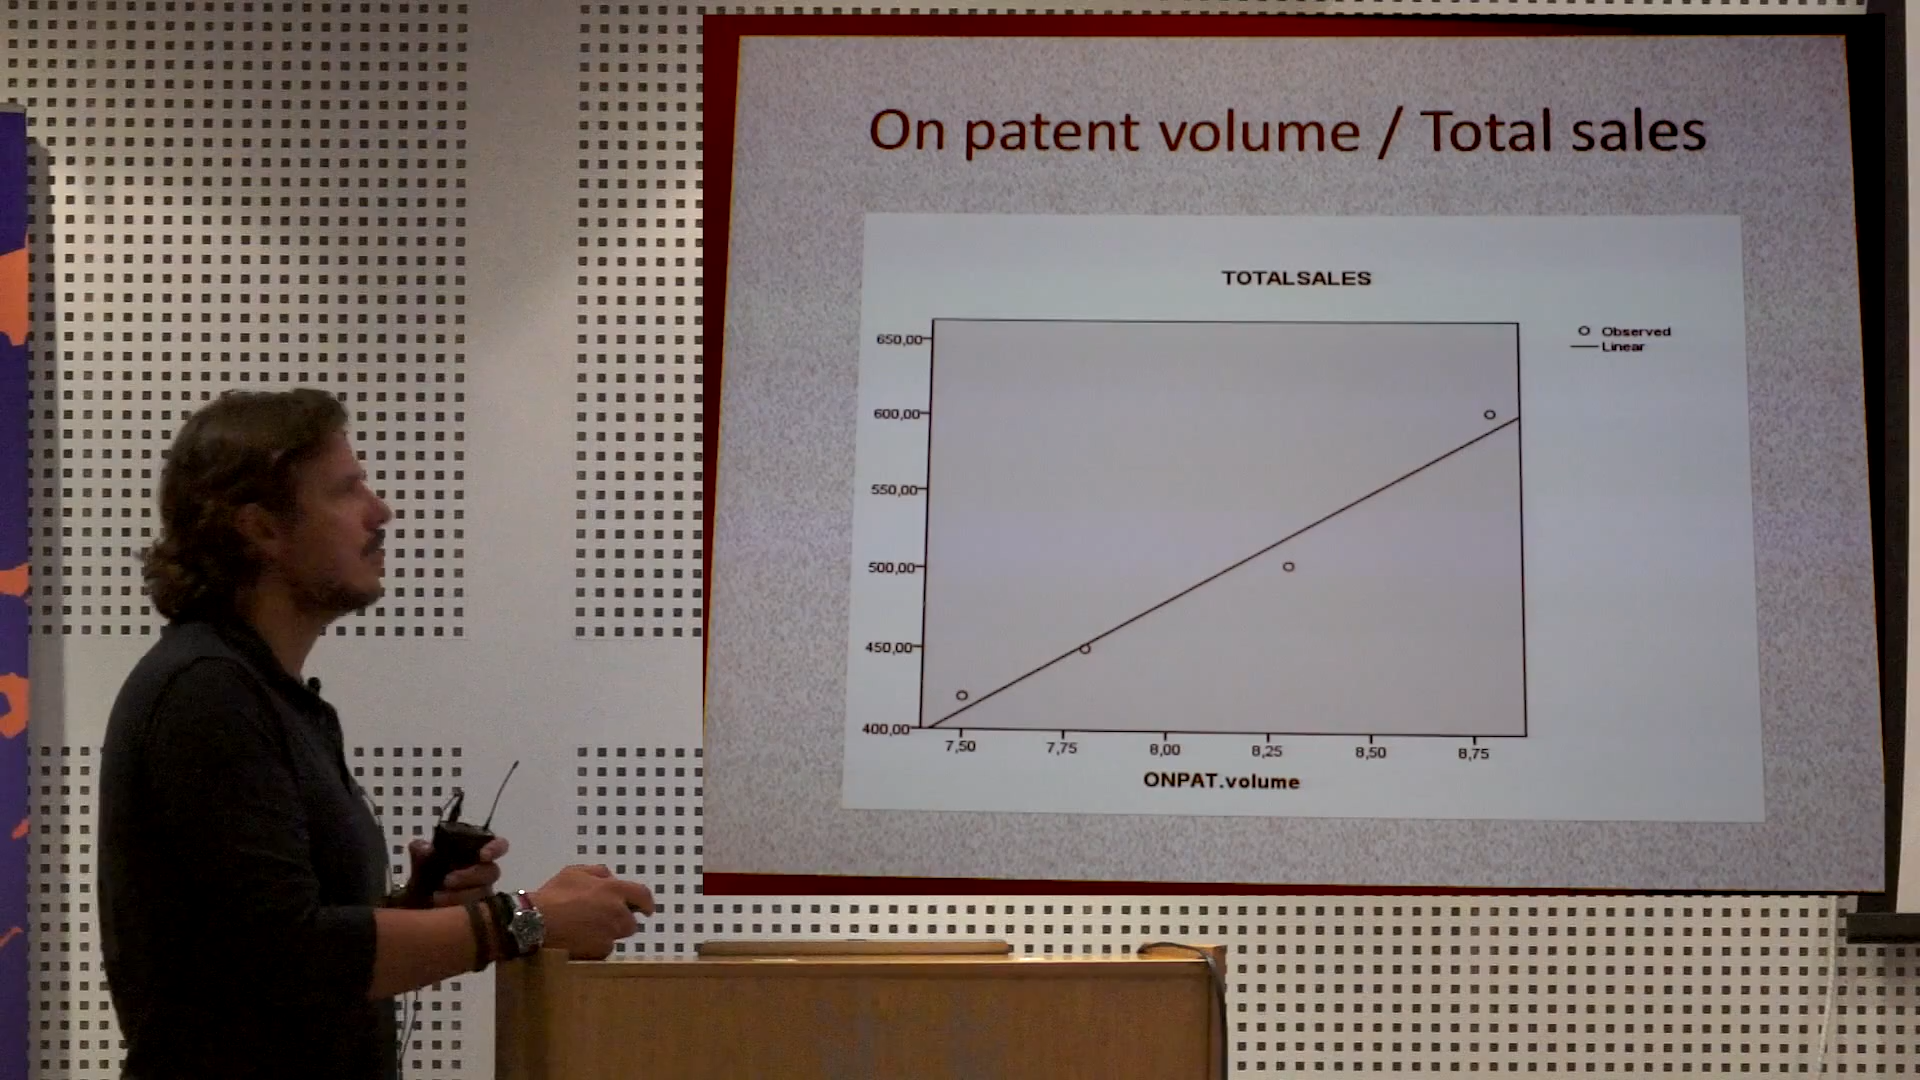 On patent volume / Total sales
TOTALSALES
Observed
Linear
650,00
600,00
550,00
500,00
450,00
400,00
7,50 7,75 8,00 8,25 8,50 8,75
ONPAT.volume